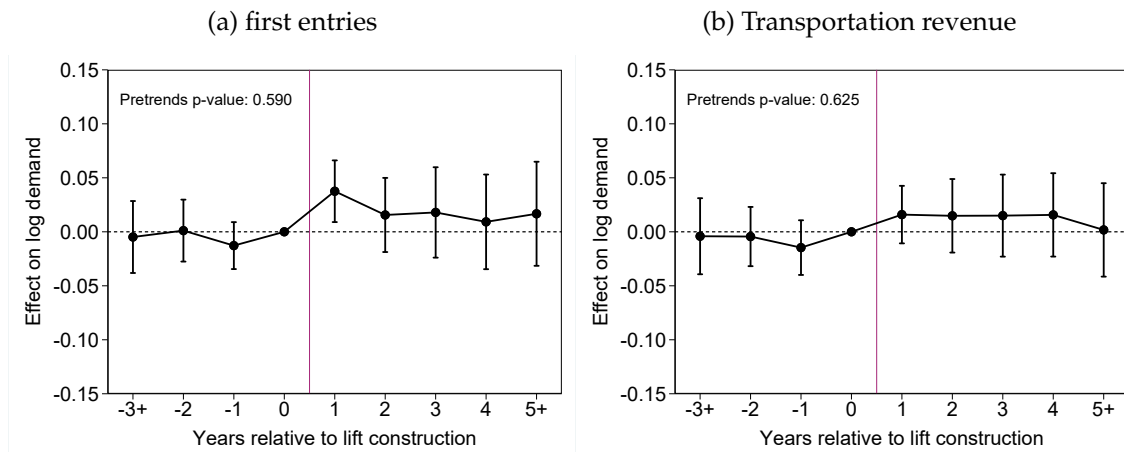 (a) first entries
(b) Transportation revenue
0.15
0.10
0.05
0.00
-0.05
-0.10
-0.15
Effect on log demand
Pretrends p-value: 0.590
-3+ -2 -1 0 1 2 3 4 5+
Years relative to lift construction
0.15
0.10
0.05
0.00
-0.05
-0.10
-0.15
Effect on log demand
Pretrends p-value: 0.625
-3+ -2 -1 0 1 2 3 4 5+
Years relative to lift construction